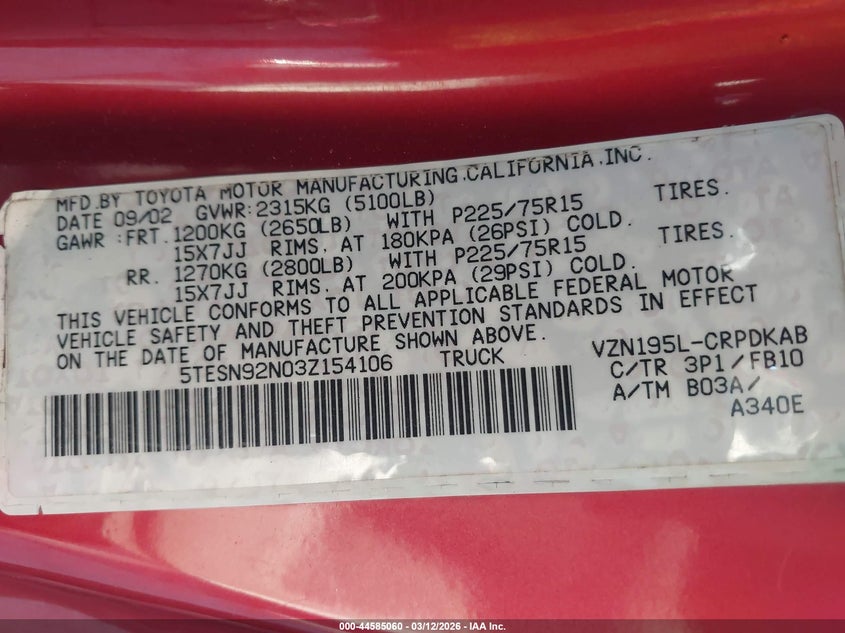 MFD.BY TOYOTA MOTOR MANUFACTURING,CALIFORNIA,INC.
DATE 09/02 GVWR:2315KG (5100LB)
GAWR :FRT. 1200KG (2650LB) WITH P225/75R15 TIRES.
15X7JJ RIMS. AT 180KPA (26PSI) COLD.
RR. 1270KG (2800LB) WITH P225/75R15 TIRES.
15X7JJ RIMS. AT 200KPA (29PSI) COLD.
THIS VEHICLE CONFORMS TO ALL APPLICABLE FEDERAL MOTOR
VEHICLE SAFETY AND THEFT PREVENTION STANDARDS IN EFFECT
ON THE DATE OF MANUFACTURE SHOWN ABOVE.
5TESN92N03Z154106 TRUCK
VZN195L-CRPDKAB
C/TR 3P1/FB10
A/TM B03A/
A340E
000-44585060 - 03/12/2026 - IAA Inc.